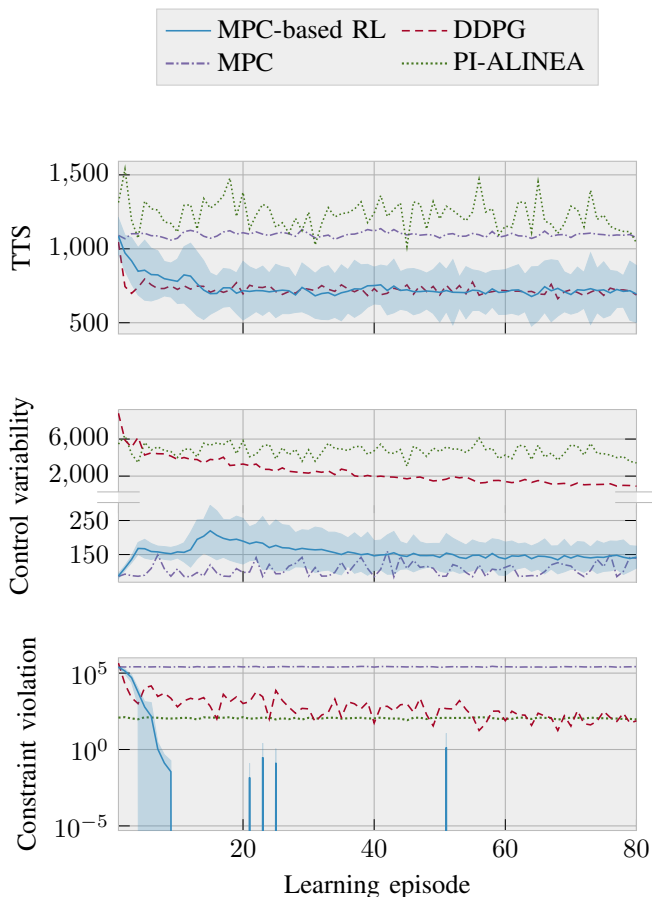 MPC-based RL DDPG
MPC PI-ALINEA
TTS
1,500
1,000
500
Control variability
6,000
2,000
250
150
Constraint violation
10^5
10^0
10^−5
20 40 60 80
Learning episode